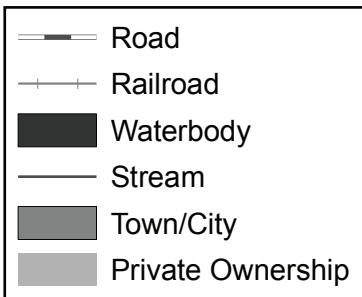 Road
Railroad
Waterbody
Stream
Town/City
Private Ownership